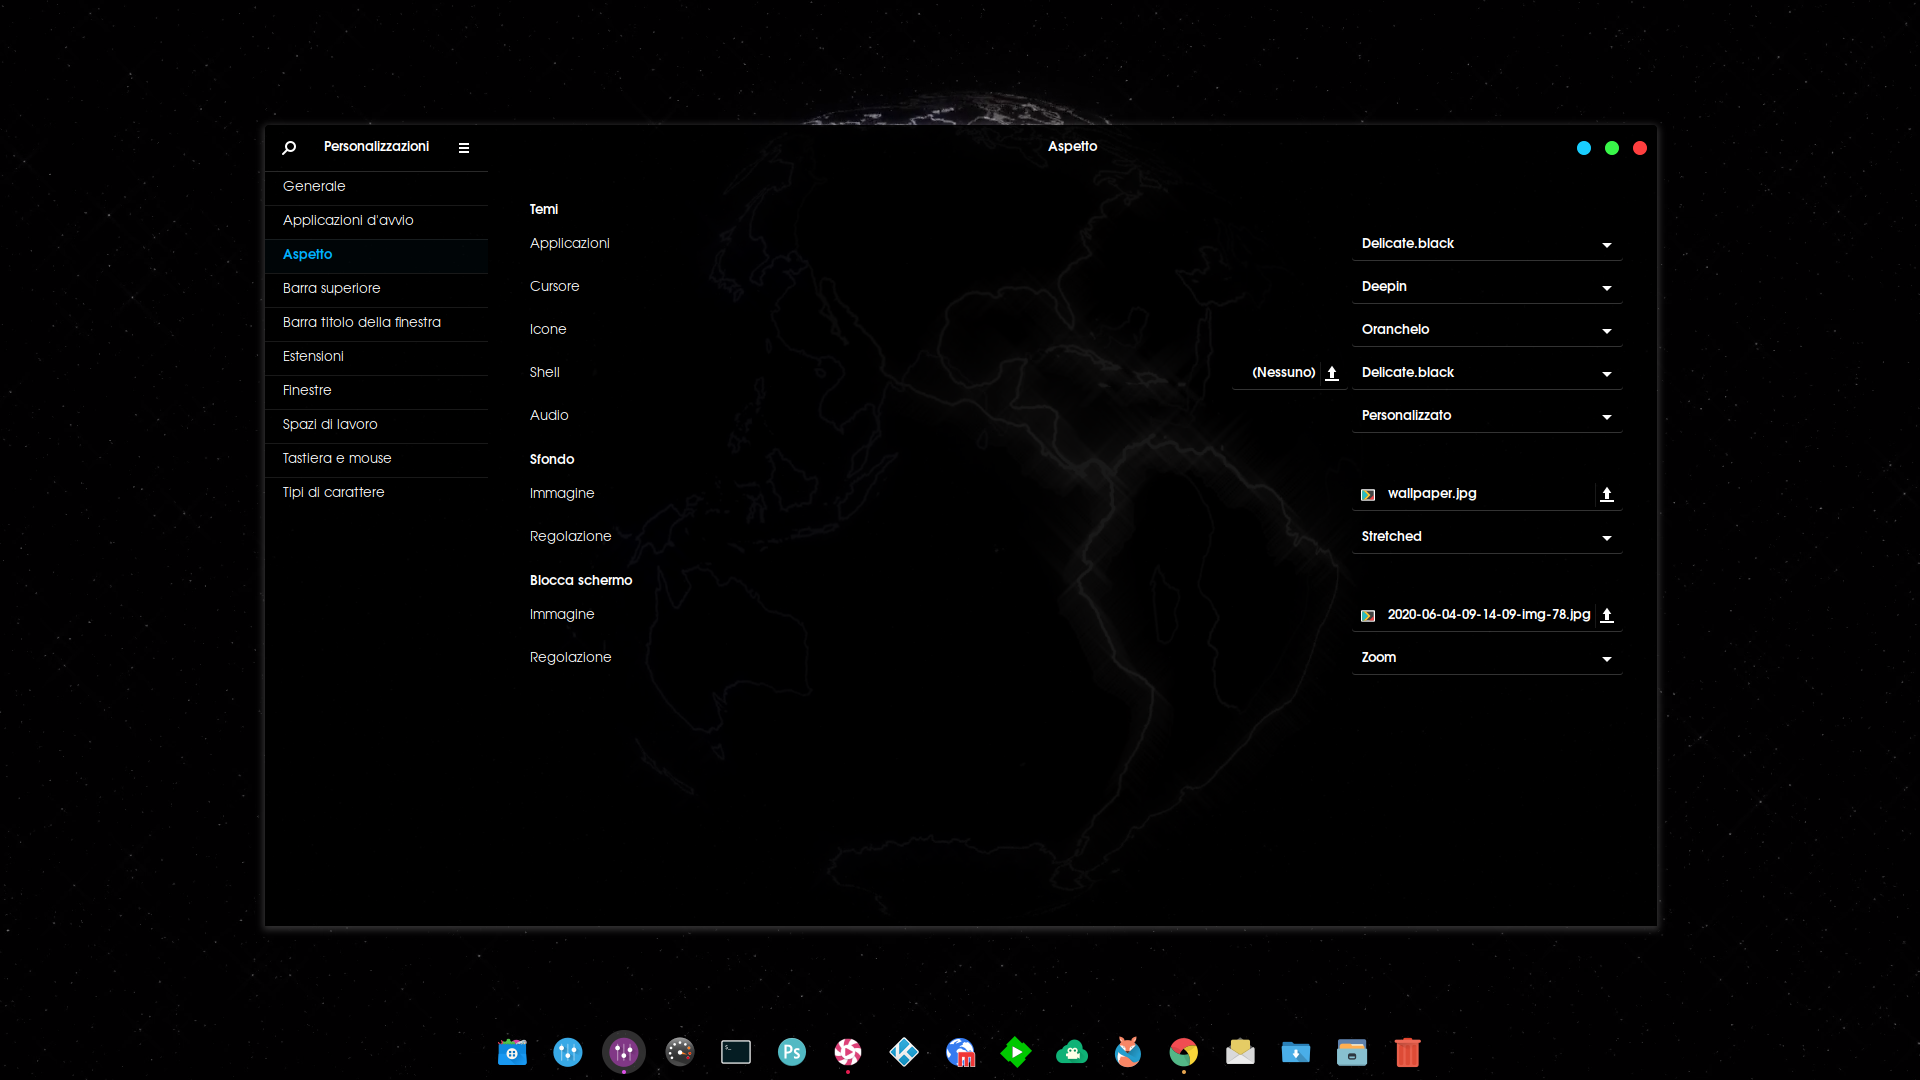 Personalizzazioni
Aspetto
Generale
Applicazioni d'avvio
Aspetto
Barra superiore
Barra titolo della finestra
Estensioni
Finestre
Spazi di lavoro
Tastiera e mouse
Tipi di carattere
Temi
Applicazioni Delicate.black
Cursore Deepin
Icone Oranchelo
Shell (Nessuno) Delicate.black
Audio Personalizzato
Sfondo
Immagine wallpaper.jpg
Regolazione Stretched
Blocca schermo
Immagine 2020-06-04-09-14-09-img-78.jpg
Regolazione Zoom
Ps